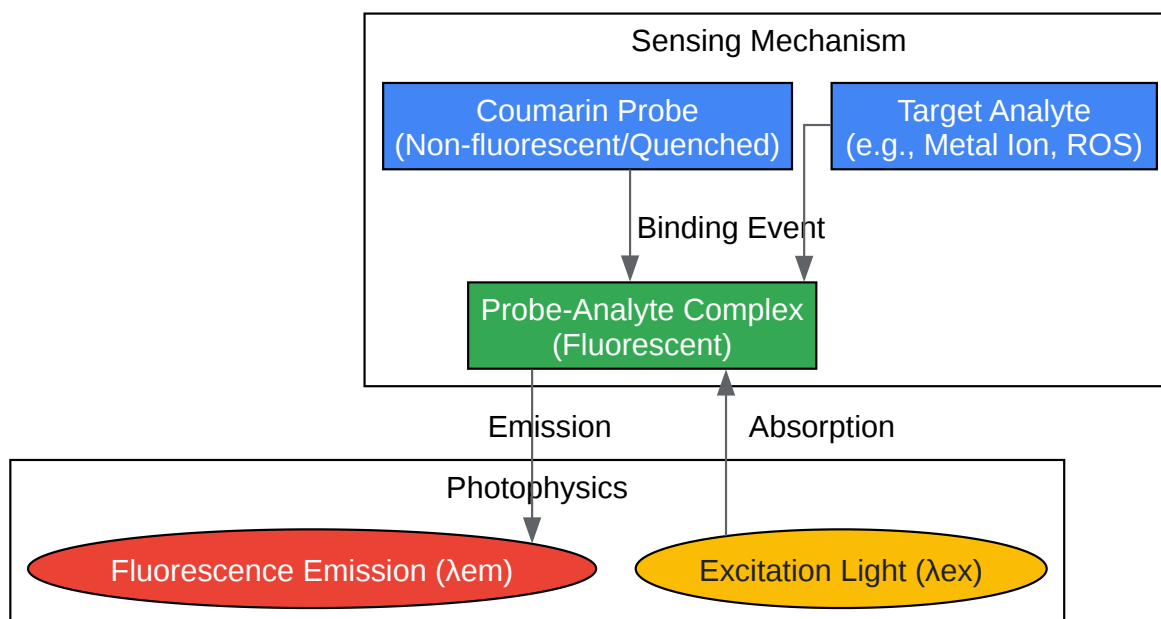 Sensing Mechanism
Coumarin Probe
(Non-fluorescent/Quenched)
Target Analyte
(e.g., Metal Ion, ROS)
Binding Event
Probe-Analyte Complex
(Fluorescent)
Emission
Absorption
Photophysics
Fluorescence Emission (λem)
Excitation Light (λex)